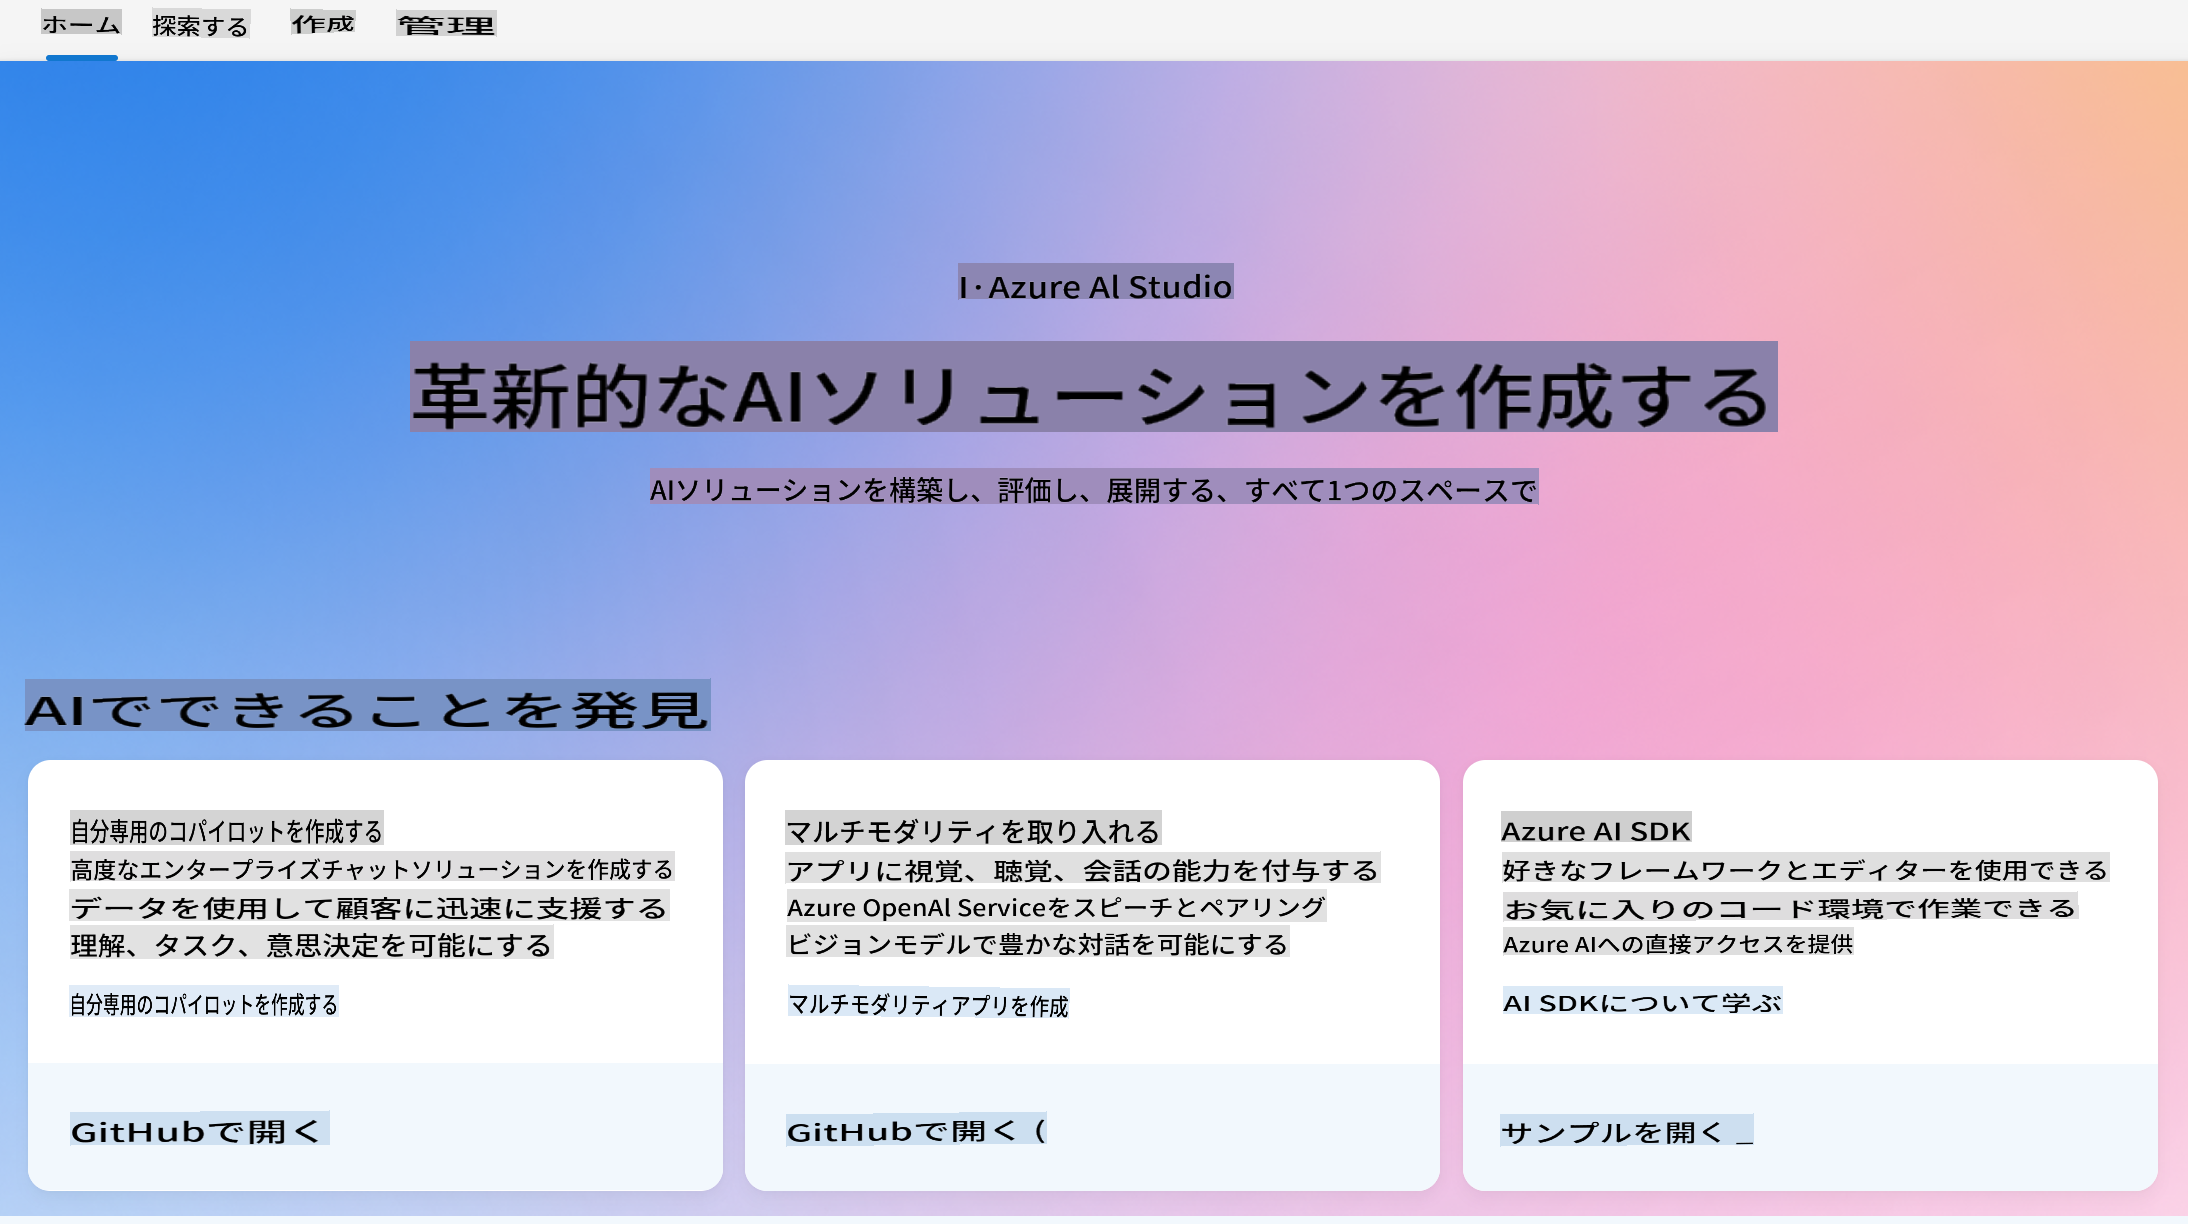 ホーム
探索する
作成
管理
I · Azure Al Studio
革新的なAIソリューションを作成する
AIソリューションを構築し、評価し、展開する、すべて1つのスペースで
AIでできることを発見
自分専用のコパイロットを作成する
高度なエンタープライズチャットソリューションを作成する
データを使用して顧客に迅速に支援する
理解、タスク、意思決定を可能にする
自分専用のコパイロットを作成する
GitHubで開く
マルチモダリティを取り入れる
アプリに視覚、聴覚、会話の能力を付与する
Azure OpenAl Serviceをスピーチとペアリング
ビジョンモデルで豊かな対話を可能にする
マルチモダリティアプリを作成
GitHubで開く (
Azure AI SDK
好きなフレームワークとエディターを使用できる
お気に入りのコード環境で作業できる
Azure AIへの直接アクセスを提供
AI SDKについて学ぶ
サンプルを開く _